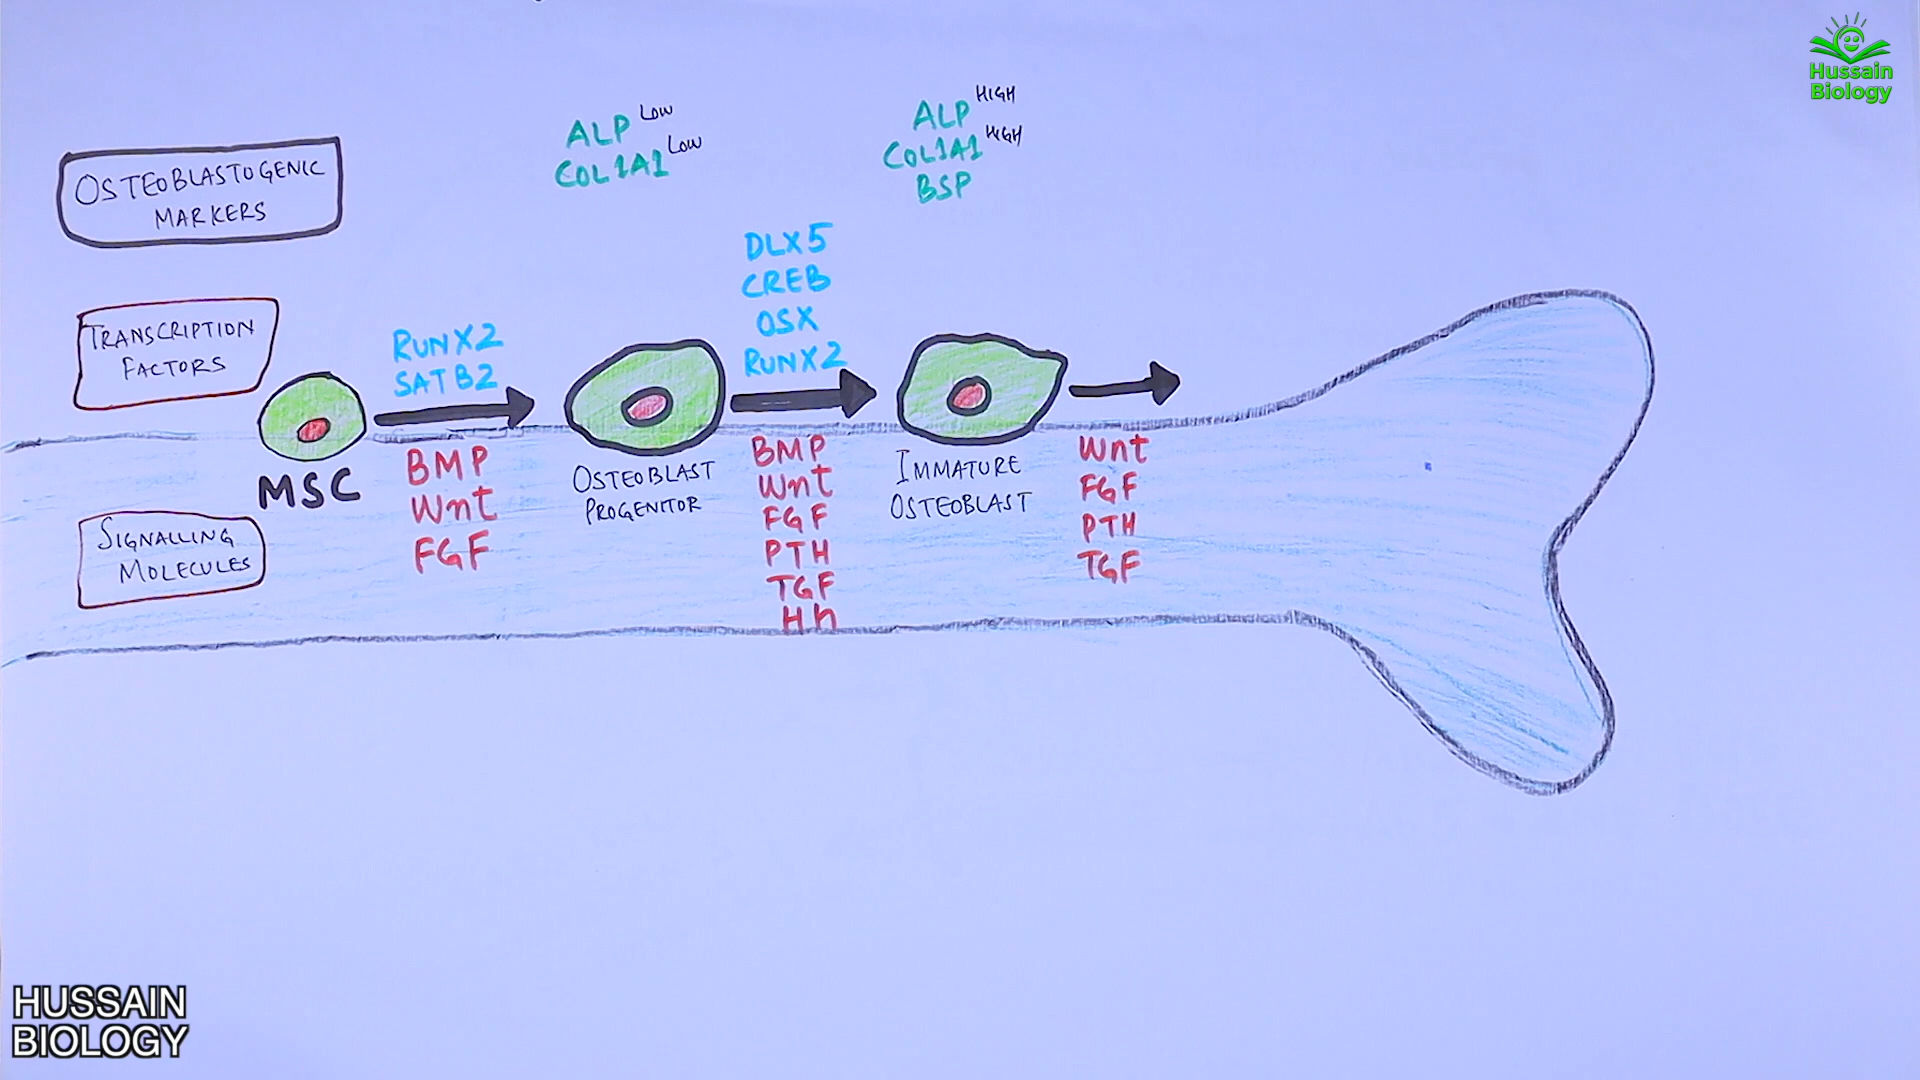 Hussain
Biology
OSTEOBLASTOGENIC
MARKERS
ALP LOW
COL1A1 LOW
ALP HIGH
COL1A1 HIGH
BSP
TRANSCRIPTION
FACTORS
RUNX2
SATB2
DLX5
CREB
OSX
RUNX2
MSC
OSTEOBLAST
PROGENITOR
IMMATURE
OSTEOBLAST
SIGNALLING
MOLECULES
BMP
Wnt
FGF
BMP
Wnt
FGF
PTH
TGF
Hh
Wnt
FGF
PTH
TGF
HUSSAIN
BIOLOGY